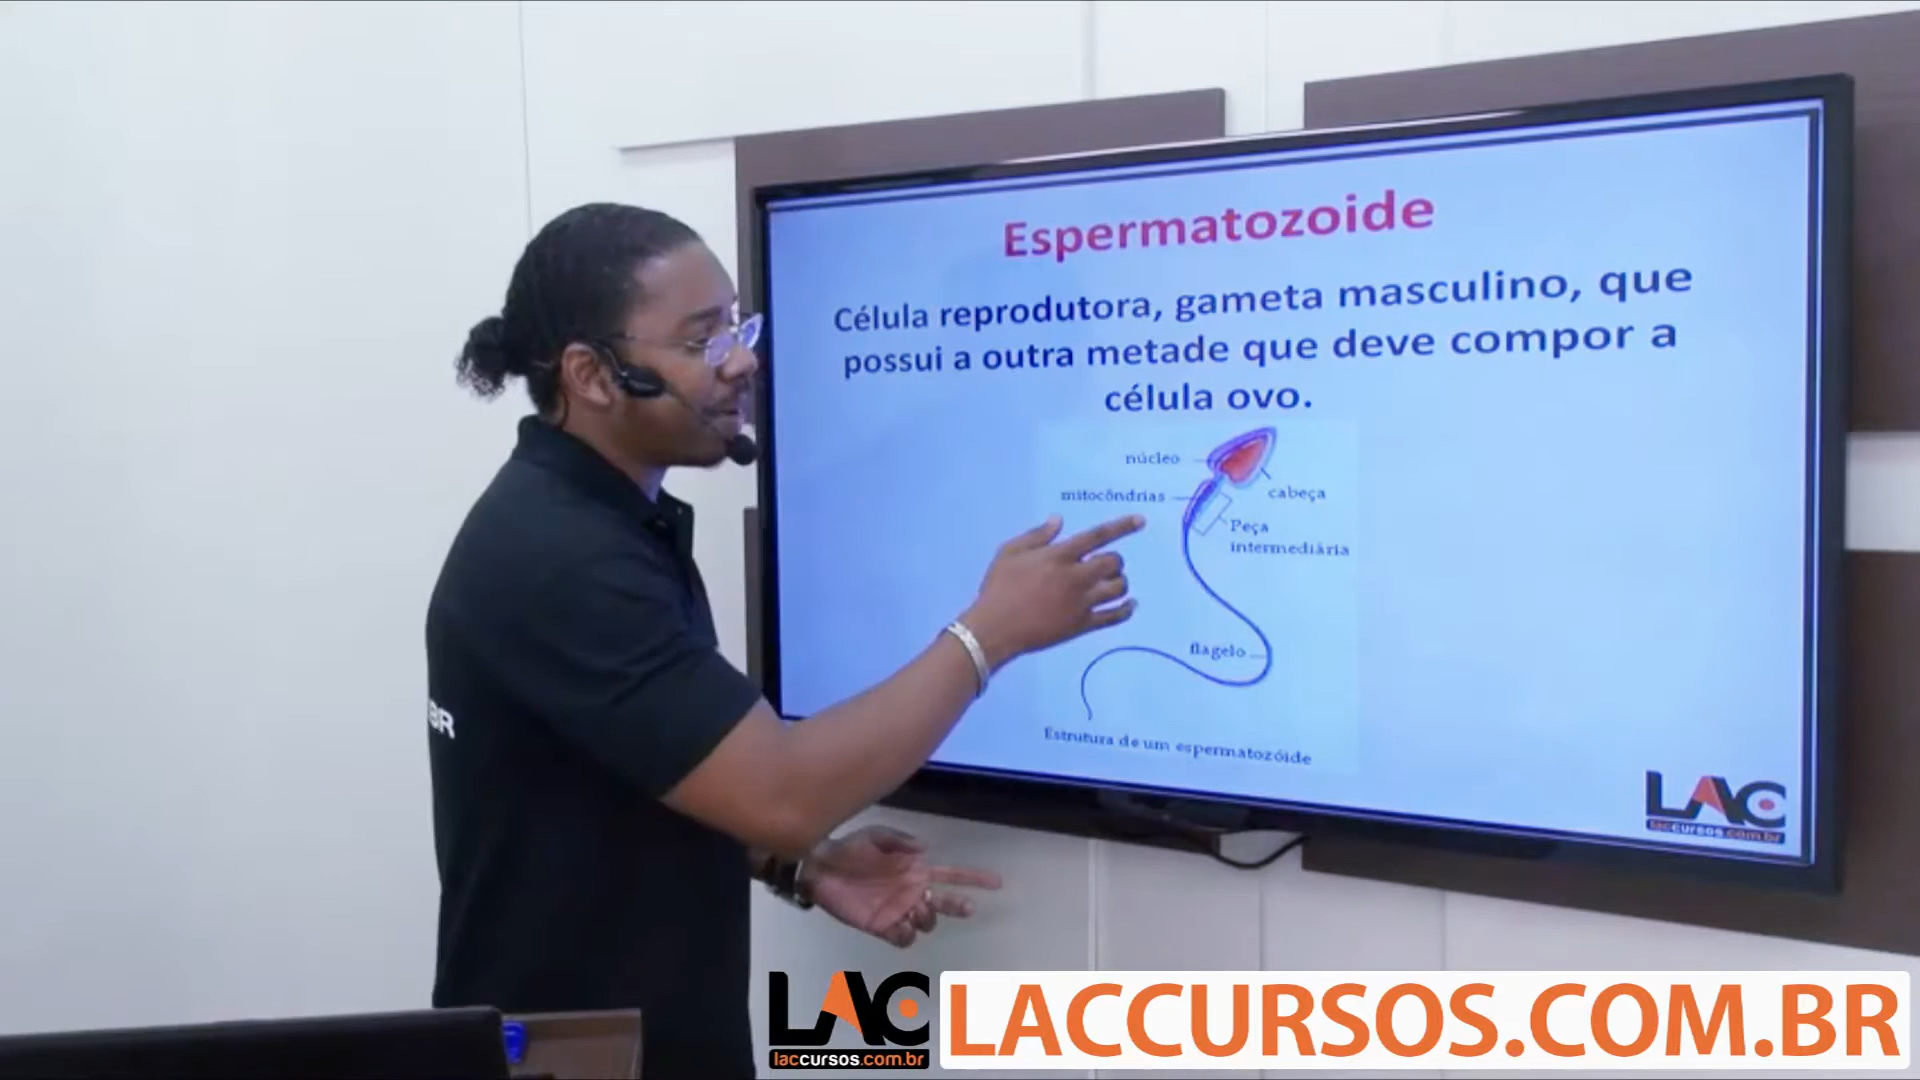 Espermatozoide
Célula reprodutora, gameta masculino, que
possui a outra metade que deve compor a
célula ovo.
núcleo
mitocôndrias
cabeça
Peça
intermediária
flagelo
Estrutura de um espermatozóide
LAC
laccursos.com.br
BR
LAC
laccursos.com.br
LACCURSOS.COM.BR